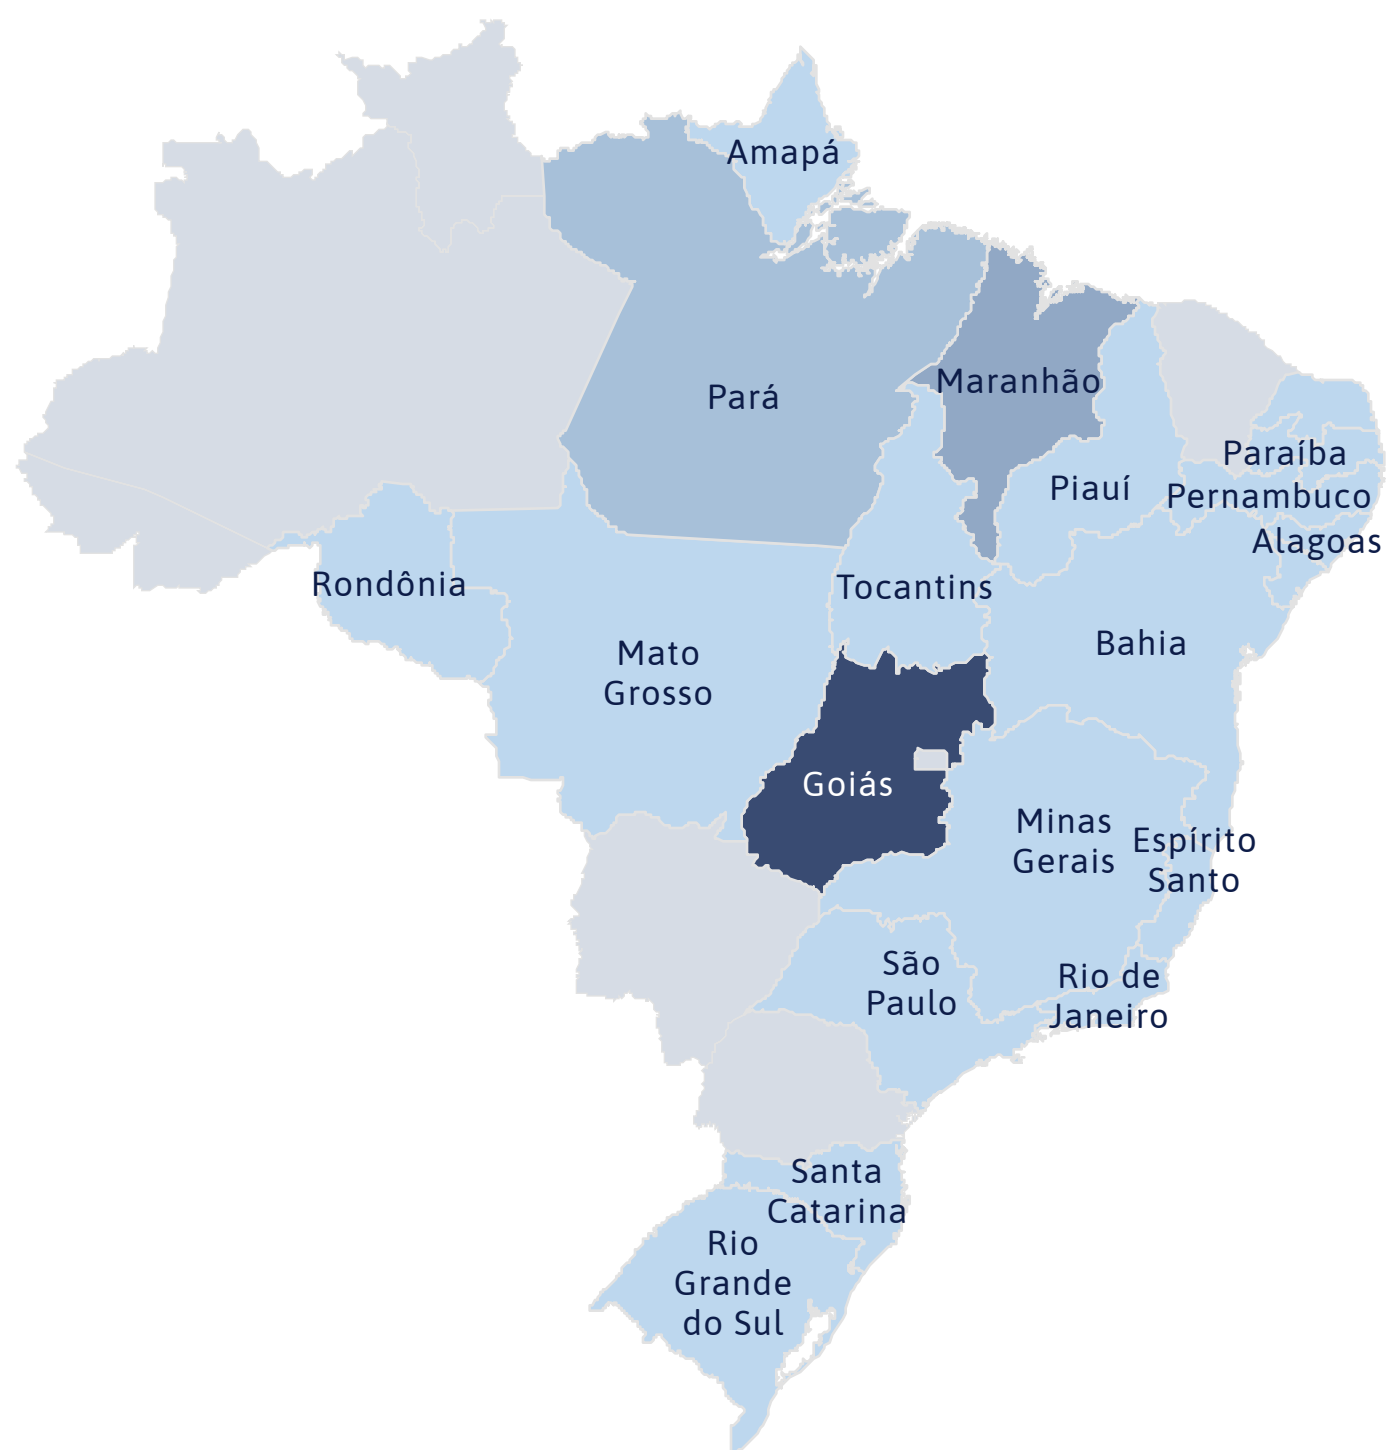 Amapá
Pará
Maranhão
Paraíba
Piauí
Pernambuco
Alagoas
Rondônia
Tocantins
Bahia
Mato
Grosso
Goiás
Minas
Gerais
Espírito
Santo
São
Paulo
Rio de
Janeiro
Santa
Catarina
Rio
Grande
do Sul